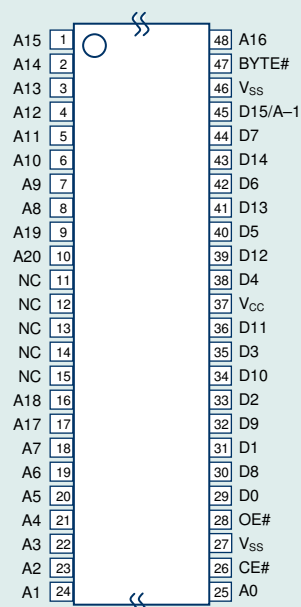 A15 1 48 A16
A14 2 47 BYTE#
A13 3 46 VSS
A12 4 45 D15/A–1
A11 5 44 D7
A10 6 43 D14
A9 7 42 D6
A8 8 41 D13
A19 9 40 D5
A20 10 39 D12
NC 11 38 D4
NC 12 37 VCC
NC 13 36 D11
NC 14 35 D3
NC 15 34 D10
A18 16 33 D2
A17 17 32 D9
A7 18 31 D1
A6 19 30 D8
A5 20 29 D0
A4 21 28 OE#
A3 22 27 VSS
A2 23 26 CE#
A1 24 25 A0